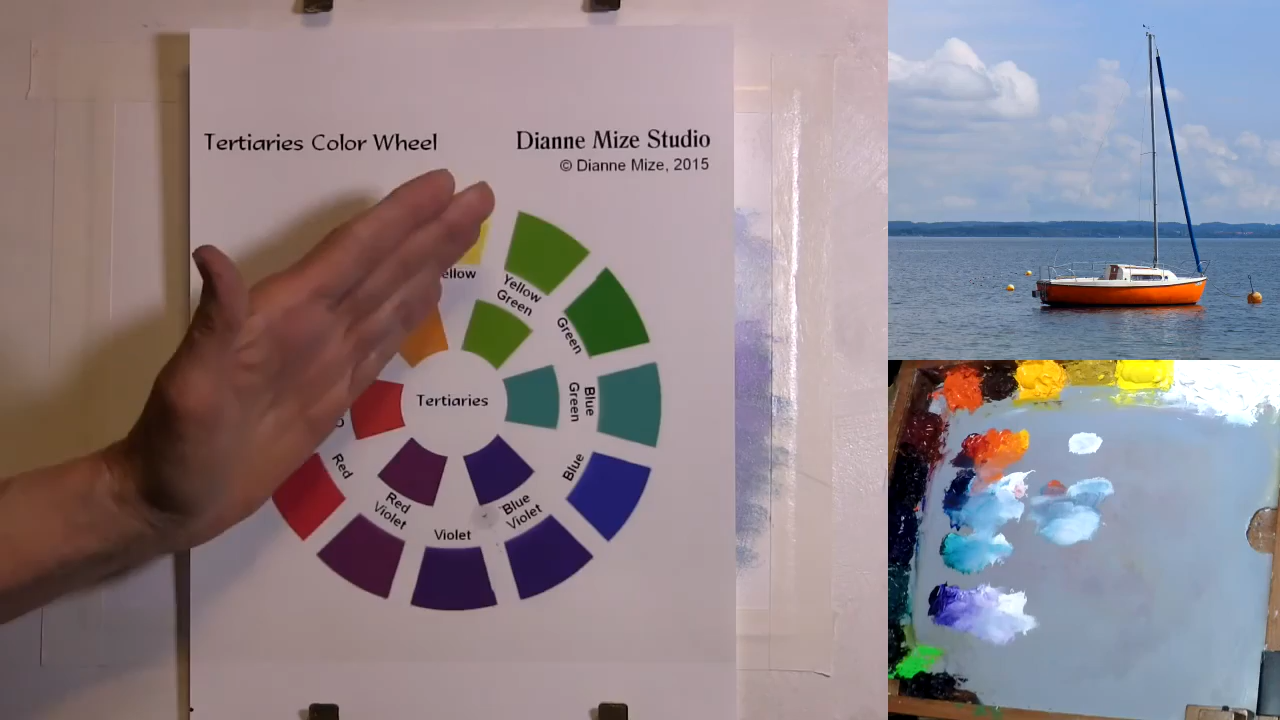 Tertiaries Color Wheel
Dianne Mize Studio
© Dianne Mize, 2015
Yellow
Green
Green
Blue
Green
Tertiaries
Blue
Red
Red
Violet
Violet
Blue
Violet